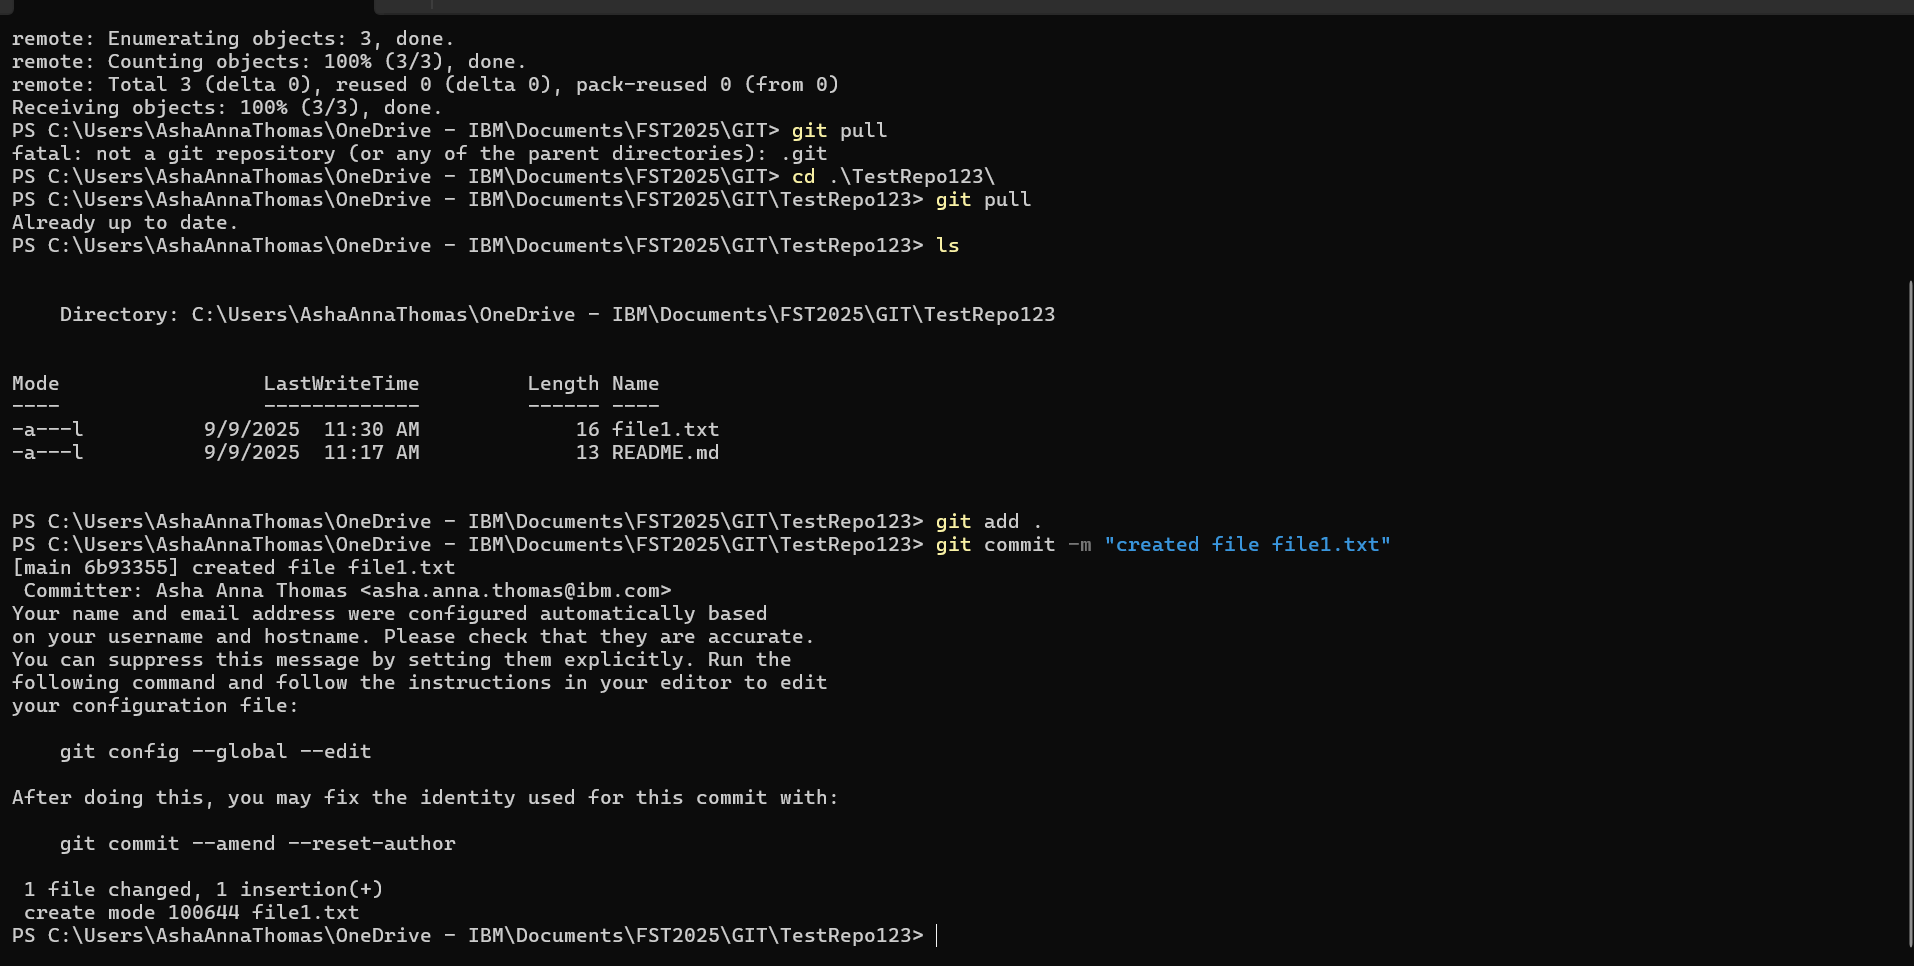 remote: Enumerating objects: 3, done.
remote: Counting objects: 100% (3/3), done.
remote: Total 3 (delta 0), reused 0 (delta 0), pack-reused 0 (from 0)
Receiving objects: 100% (3/3), done.
PS C:\Users\AshaAnnaThomas\OneDrive - IBM\Documents\FST2025\GIT> git pull
fatal: not a git repository (or any of the parent directories): .git
PS C:\Users\AshaAnnaThomas\OneDrive - IBM\Documents\FST2025\GIT> cd .\TestRepo123\
PS C:\Users\AshaAnnaThomas\OneDrive - IBM\Documents\FST2025\GIT\TestRepo123> git pull
Already up to date.
PS C:\Users\AshaAnnaThomas\OneDrive - IBM\Documents\FST2025\GIT\TestRepo123> ls
    Directory: C:\Users\AshaAnnaThomas\OneDrive - IBM\Documents\FST2025\GIT\TestRepo123
Mode                 LastWriteTime         Length Name
----                 -------------         ------ ----
-a---l          9/9/2025  11:30 AM             16 file1.txt
-a---l          9/9/2025  11:17 AM             13 README.md
PS C:\Users\AshaAnnaThomas\OneDrive - IBM\Documents\FST2025\GIT\TestRepo123> git add .
PS C:\Users\AshaAnnaThomas\OneDrive - IBM\Documents\FST2025\GIT\TestRepo123> git commit -m "created file file1.txt"
[main 6b93355] created file file1.txt
 Committer: Asha Anna Thomas <asha.anna.thomas@ibm.com>
Your name and email address were configured automatically based
on your username and hostname. Please check that they are accurate.
You can suppress this message by setting them explicitly. Run the
following command and follow the instructions in your editor to edit
your configuration file:
    git config --global --edit
After doing this, you may fix the identity used for this commit with:
    git commit --amend --reset-author
 1 file changed, 1 insertion(+)
 create mode 100644 file1.txt
PS C:\Users\AshaAnnaThomas\OneDrive - IBM\Documents\FST2025\GIT\TestRepo123>